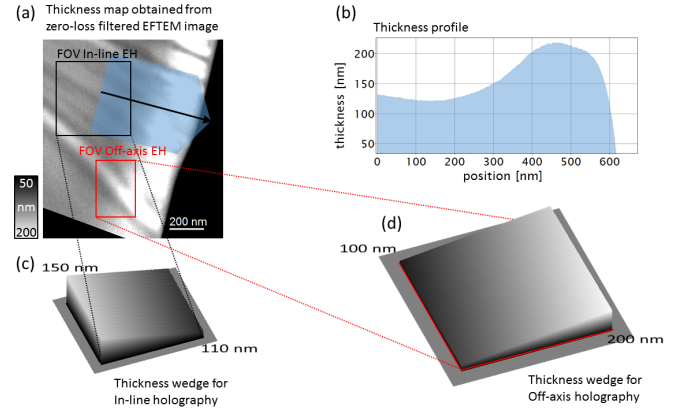 (a)
Thickness map obtained from
zero-loss filtered EFTEM image
FOV In-line EH
FOV Off-axis EH
200 nm
50
nm
200
(b)
Thickness profile
thickness [nm]
200
150
100
50
0
100
200
300
400
500
600
position [nm]
(c)
150 nm
110 nm
Thickness wedge for
In-line holography
(d)
100 nm
200 nm
Thickness wedge for
Off-axis holography